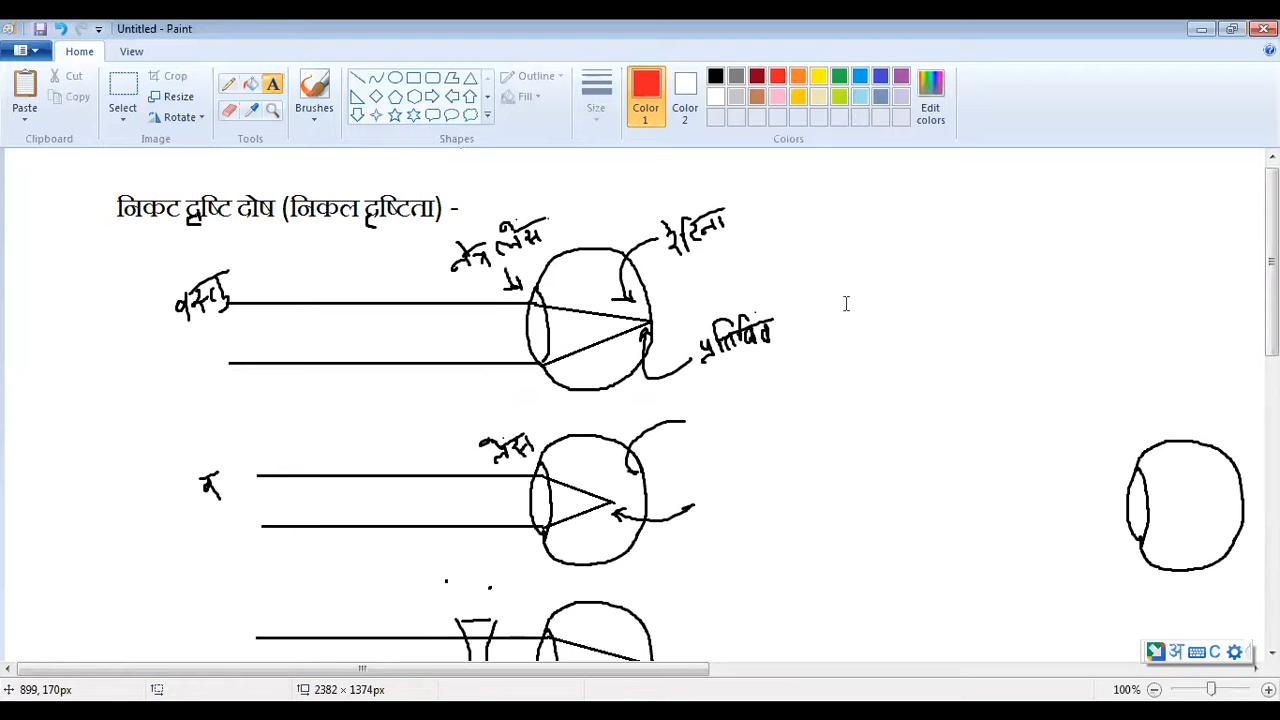 Untitled - Paint
Home View
Paste
Cut
Copy
Clipboard
Select
Crop
Resize
Rotate
Image
Tools
Brushes
Shapes
Outline
Fill
Size
Color 1
Color 2
Edit colors
Colors
निकट दृष्टि दोष (निकल दृष्टिता) -
नेत्र लेंस
रेटिना
वस्तु
प्रतिबिंब
लेंस
व
अ C
899, 170px
2382 × 1374px
100%